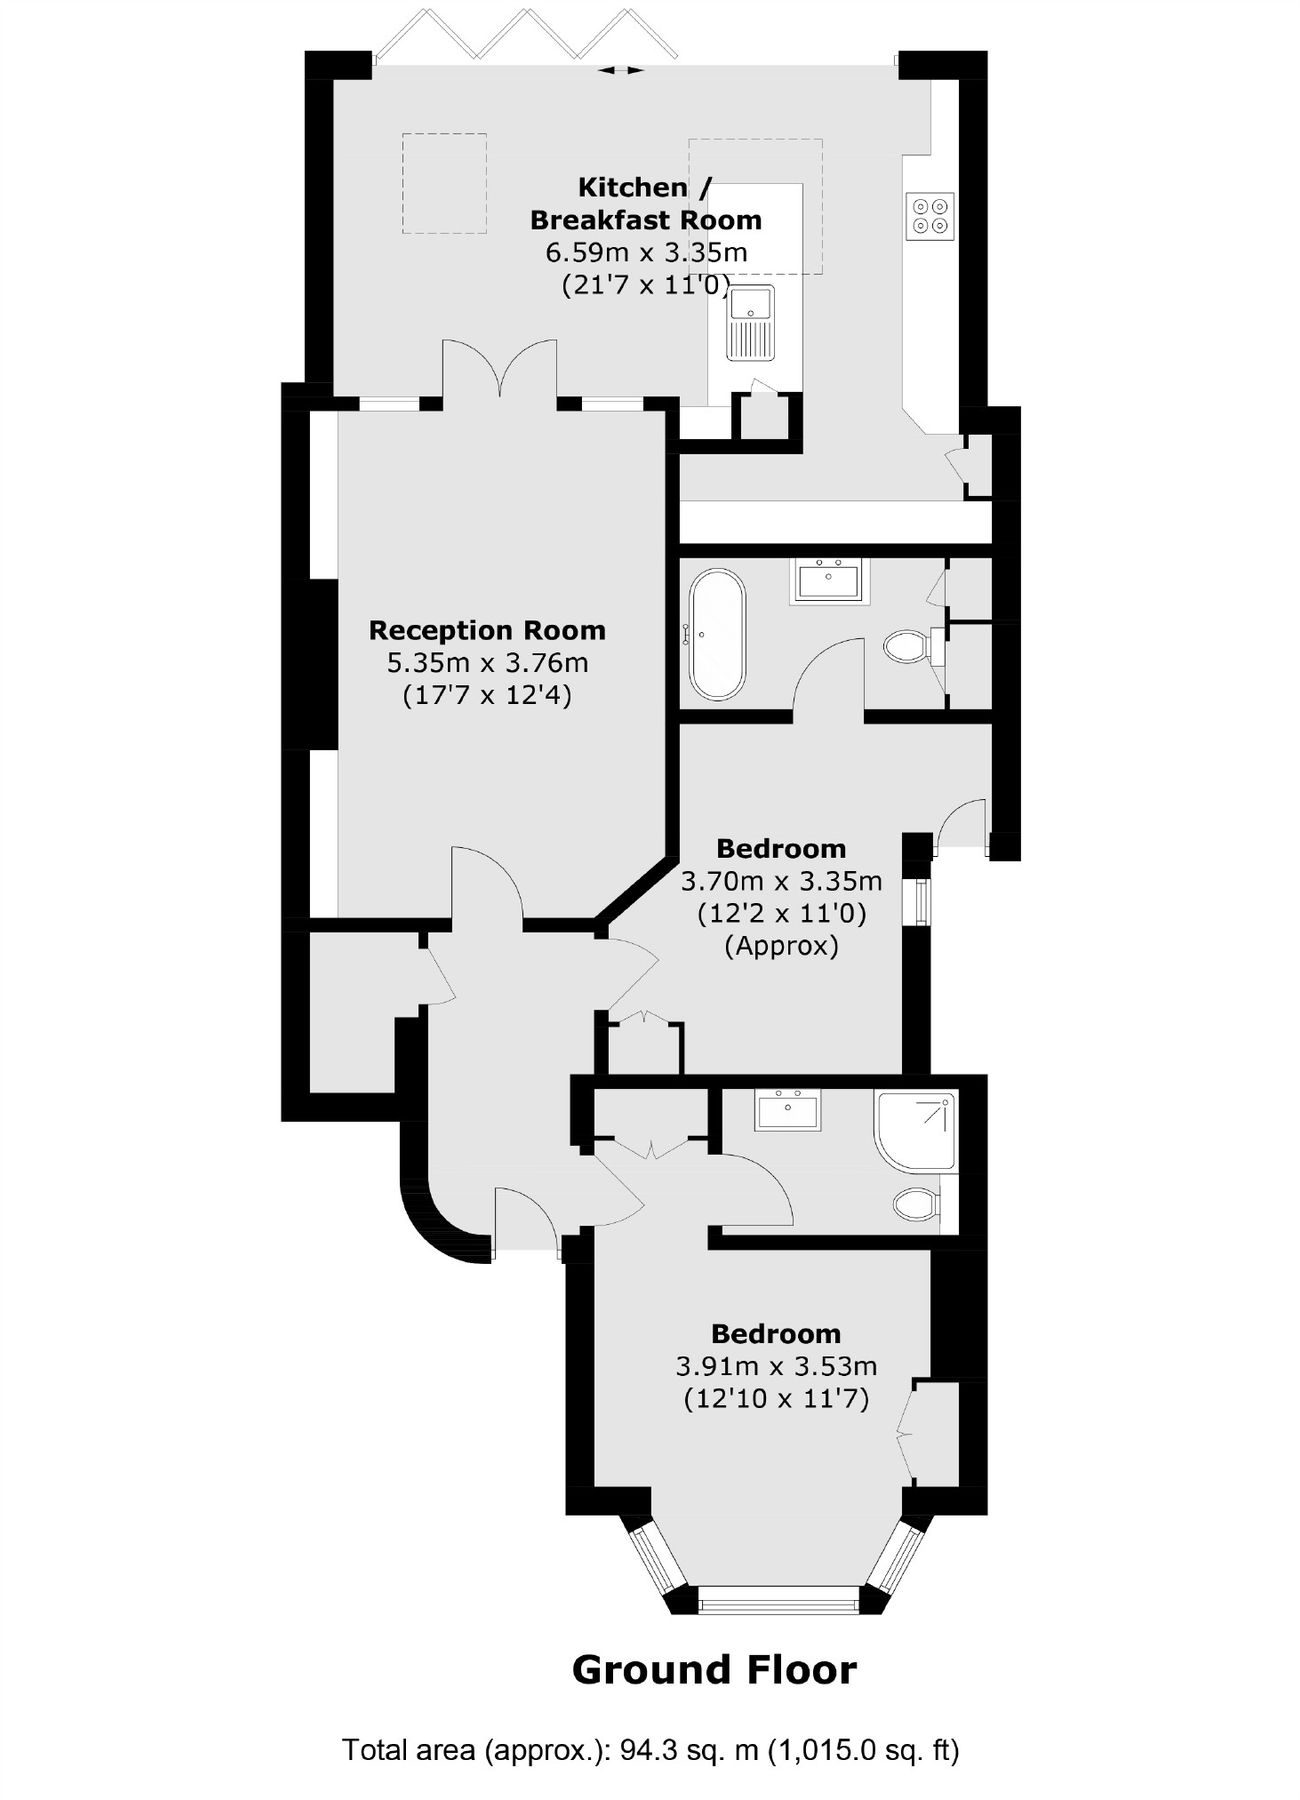 Kitchen /
Breakfast Room
6.59m x 3.35m
(21'7 x 11'0)
Reception Room
5.35m x 3.76m
(17'7 x 12'4)
Bedroom
3.70m x 3.35m
(12'2 x 11'0)
(Approx)
Bedroom
3.91m x 3.53m
(12'10 x 11'7)
Ground Floor
Total area (approx.): 94.3 sq. m (1,015.0 sq. ft)